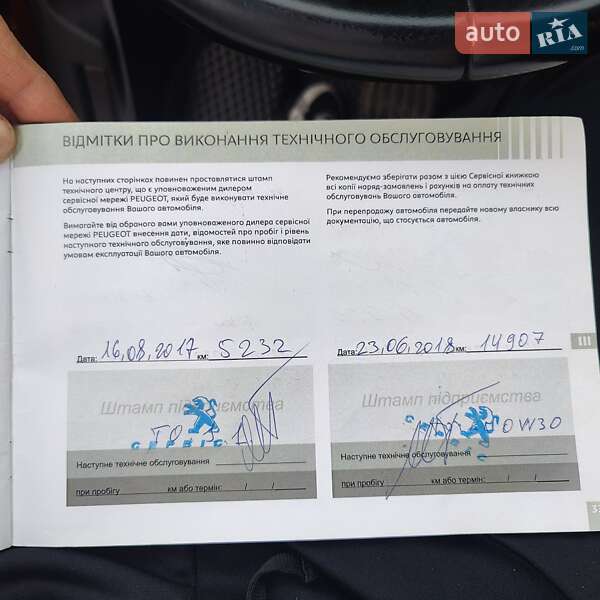 auto RIA .com
ВІДМІТКИ ПРО ВИКОНАННЯ ТЕХНІЧНОГО ОБСЛУГОВУВАННЯ
На наступних сторінках повинен проставлятися штамп
технічного центру, що є уповноваженим дилером
сервісної мережі PEUGEOT, який буде виконувати технічне
обслуговування Вашого автомобіля.
Вимагайте від обраного вами уповноваженого дилера сервісної
мережі PEUGEOT внесення дати, відомостей про пробіг і рівень
наступного технічного обслуговування, яке повинно відповідати
умовам експлуатації Вашого автомобіля.
Дата: 16,08,2017 км: 5232
Штамп підприємства
ТО
СЕРВІС
Наступне технічне обслуговування
при пробігу км або термін: / /
Рекомендуємо зберігати разом з цією Сервісної книжкою
всі копії наряд-замовлень і рахунків на оплату технічних
обслуговувань Вашого автомобіля.
При перепродажу автомобіля передайте новому власнику всю
документацію, що стосується автомобіля.
Дата: 23,06,2018 км: 14907
Штамп підприємства
0W30
Наступне технічне обслуговування
при пробігу км або термін: / /
III